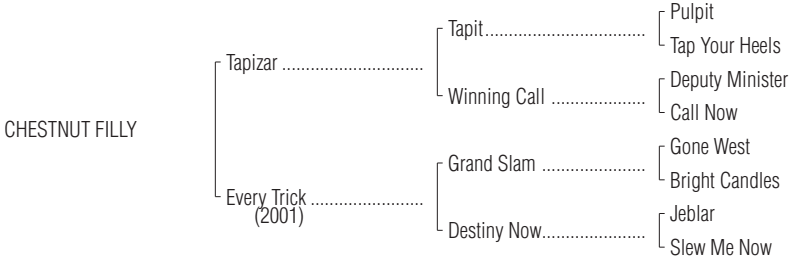 Pulpit
Tapit..................................
Tap Your Heels
Tapizar ..............................
Deputy Minister
Winning Call ....................
Call Now
CHESTNUT FILLY
Gone West
Grand Slam ......................
Bright Candles
Every Trick ........................
(2001)
Jeblar
Destiny Now......................
Slew Me Now